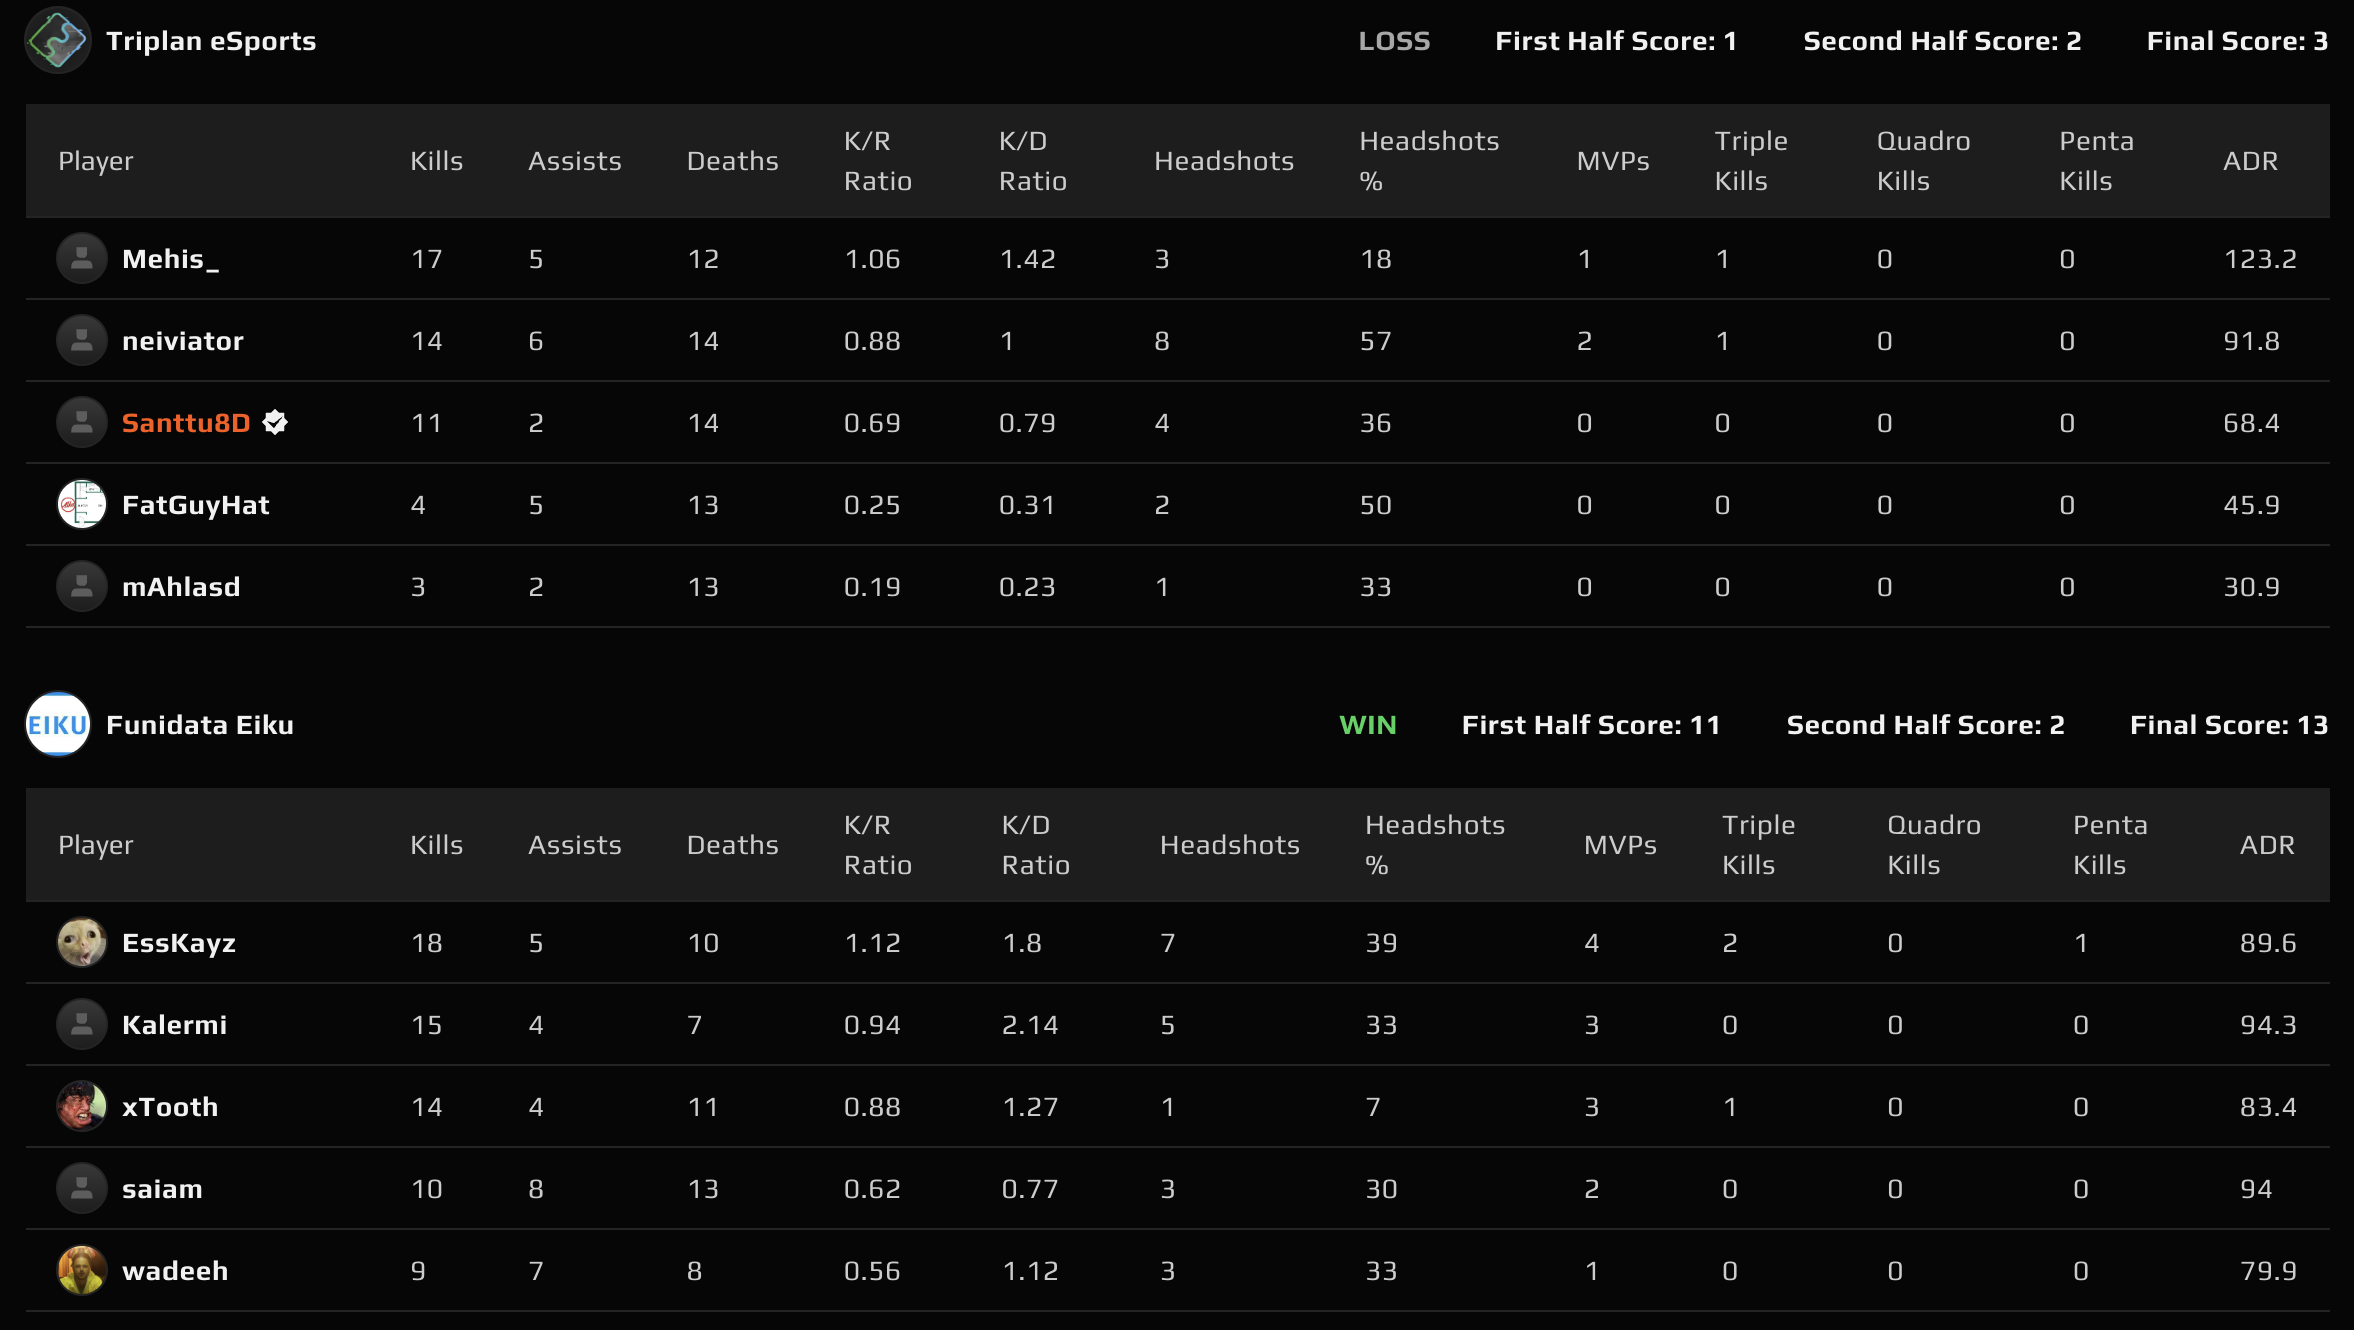 Triplan eSports LOSS First Half Score: 1 Second Half Score: 2 Final Score: 3
Player Kills Assists Deaths K/R Ratio K/D Ratio Headshots Headshots % MVPs Triple Kills Quadro Kills Penta Kills ADR
Mehis_ 17 5 12 1.06 1.42 3 18 1 1 0 0 123.2
neiviator 14 6 14 0.88 1 8 57 2 1 0 0 91.8
Santtu8D 11 2 14 0.69 0.79 4 36 0 0 0 0 68.4
FatGuyHat 4 5 13 0.25 0.31 2 50 0 0 0 0 45.9
mAhlasd 3 2 13 0.19 0.23 1 33 0 0 0 0 30.9
EIKU Funidata Eiku WIN First Half Score: 11 Second Half Score: 2 Final Score: 13
Player Kills Assists Deaths K/R Ratio K/D Ratio Headshots Headshots % MVPs Triple Kills Quadro Kills Penta Kills ADR
EssKayz 18 5 10 1.12 1.8 7 39 4 2 0 1 89.6
Kalermi 15 4 7 0.94 2.14 5 33 3 0 0 0 94.3
xTooth 14 4 11 0.88 1.27 1 7 3 1 0 0 83.4
saiam 10 8 13 0.62 0.77 3 30 2 0 0 0 94
wadeeh 9 7 8 0.56 1.12 3 33 1 0 0 0 79.9